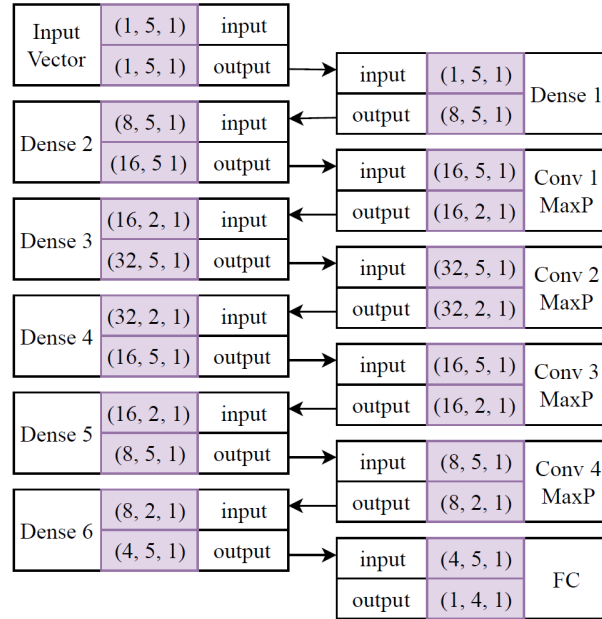 Input Vector
(1, 5, 1) input
(1, 5, 1) output
input (1, 5, 1)
output (8, 5, 1)
Dense 1
Dense 2
(8, 5, 1) input
(16, 5 1) output
input (16, 5, 1)
output (16, 2, 1)
Conv 1
MaxP
Dense 3
(16, 2, 1) input
(32, 5, 1) output
input (32, 5, 1)
output (32, 2, 1)
Conv 2
MaxP
Dense 4
(32, 2, 1) input
(16, 5, 1) output
input (16, 5, 1)
output (16, 2, 1)
Conv 3
MaxP
Dense 5
(16, 2, 1) input
(8, 5, 1) output
input (8, 5, 1)
output (8, 2, 1)
Conv 4
MaxP
Dense 6
(8, 2, 1) input
(4, 5, 1) output
input (4, 5, 1)
output (1, 4, 1)
FC